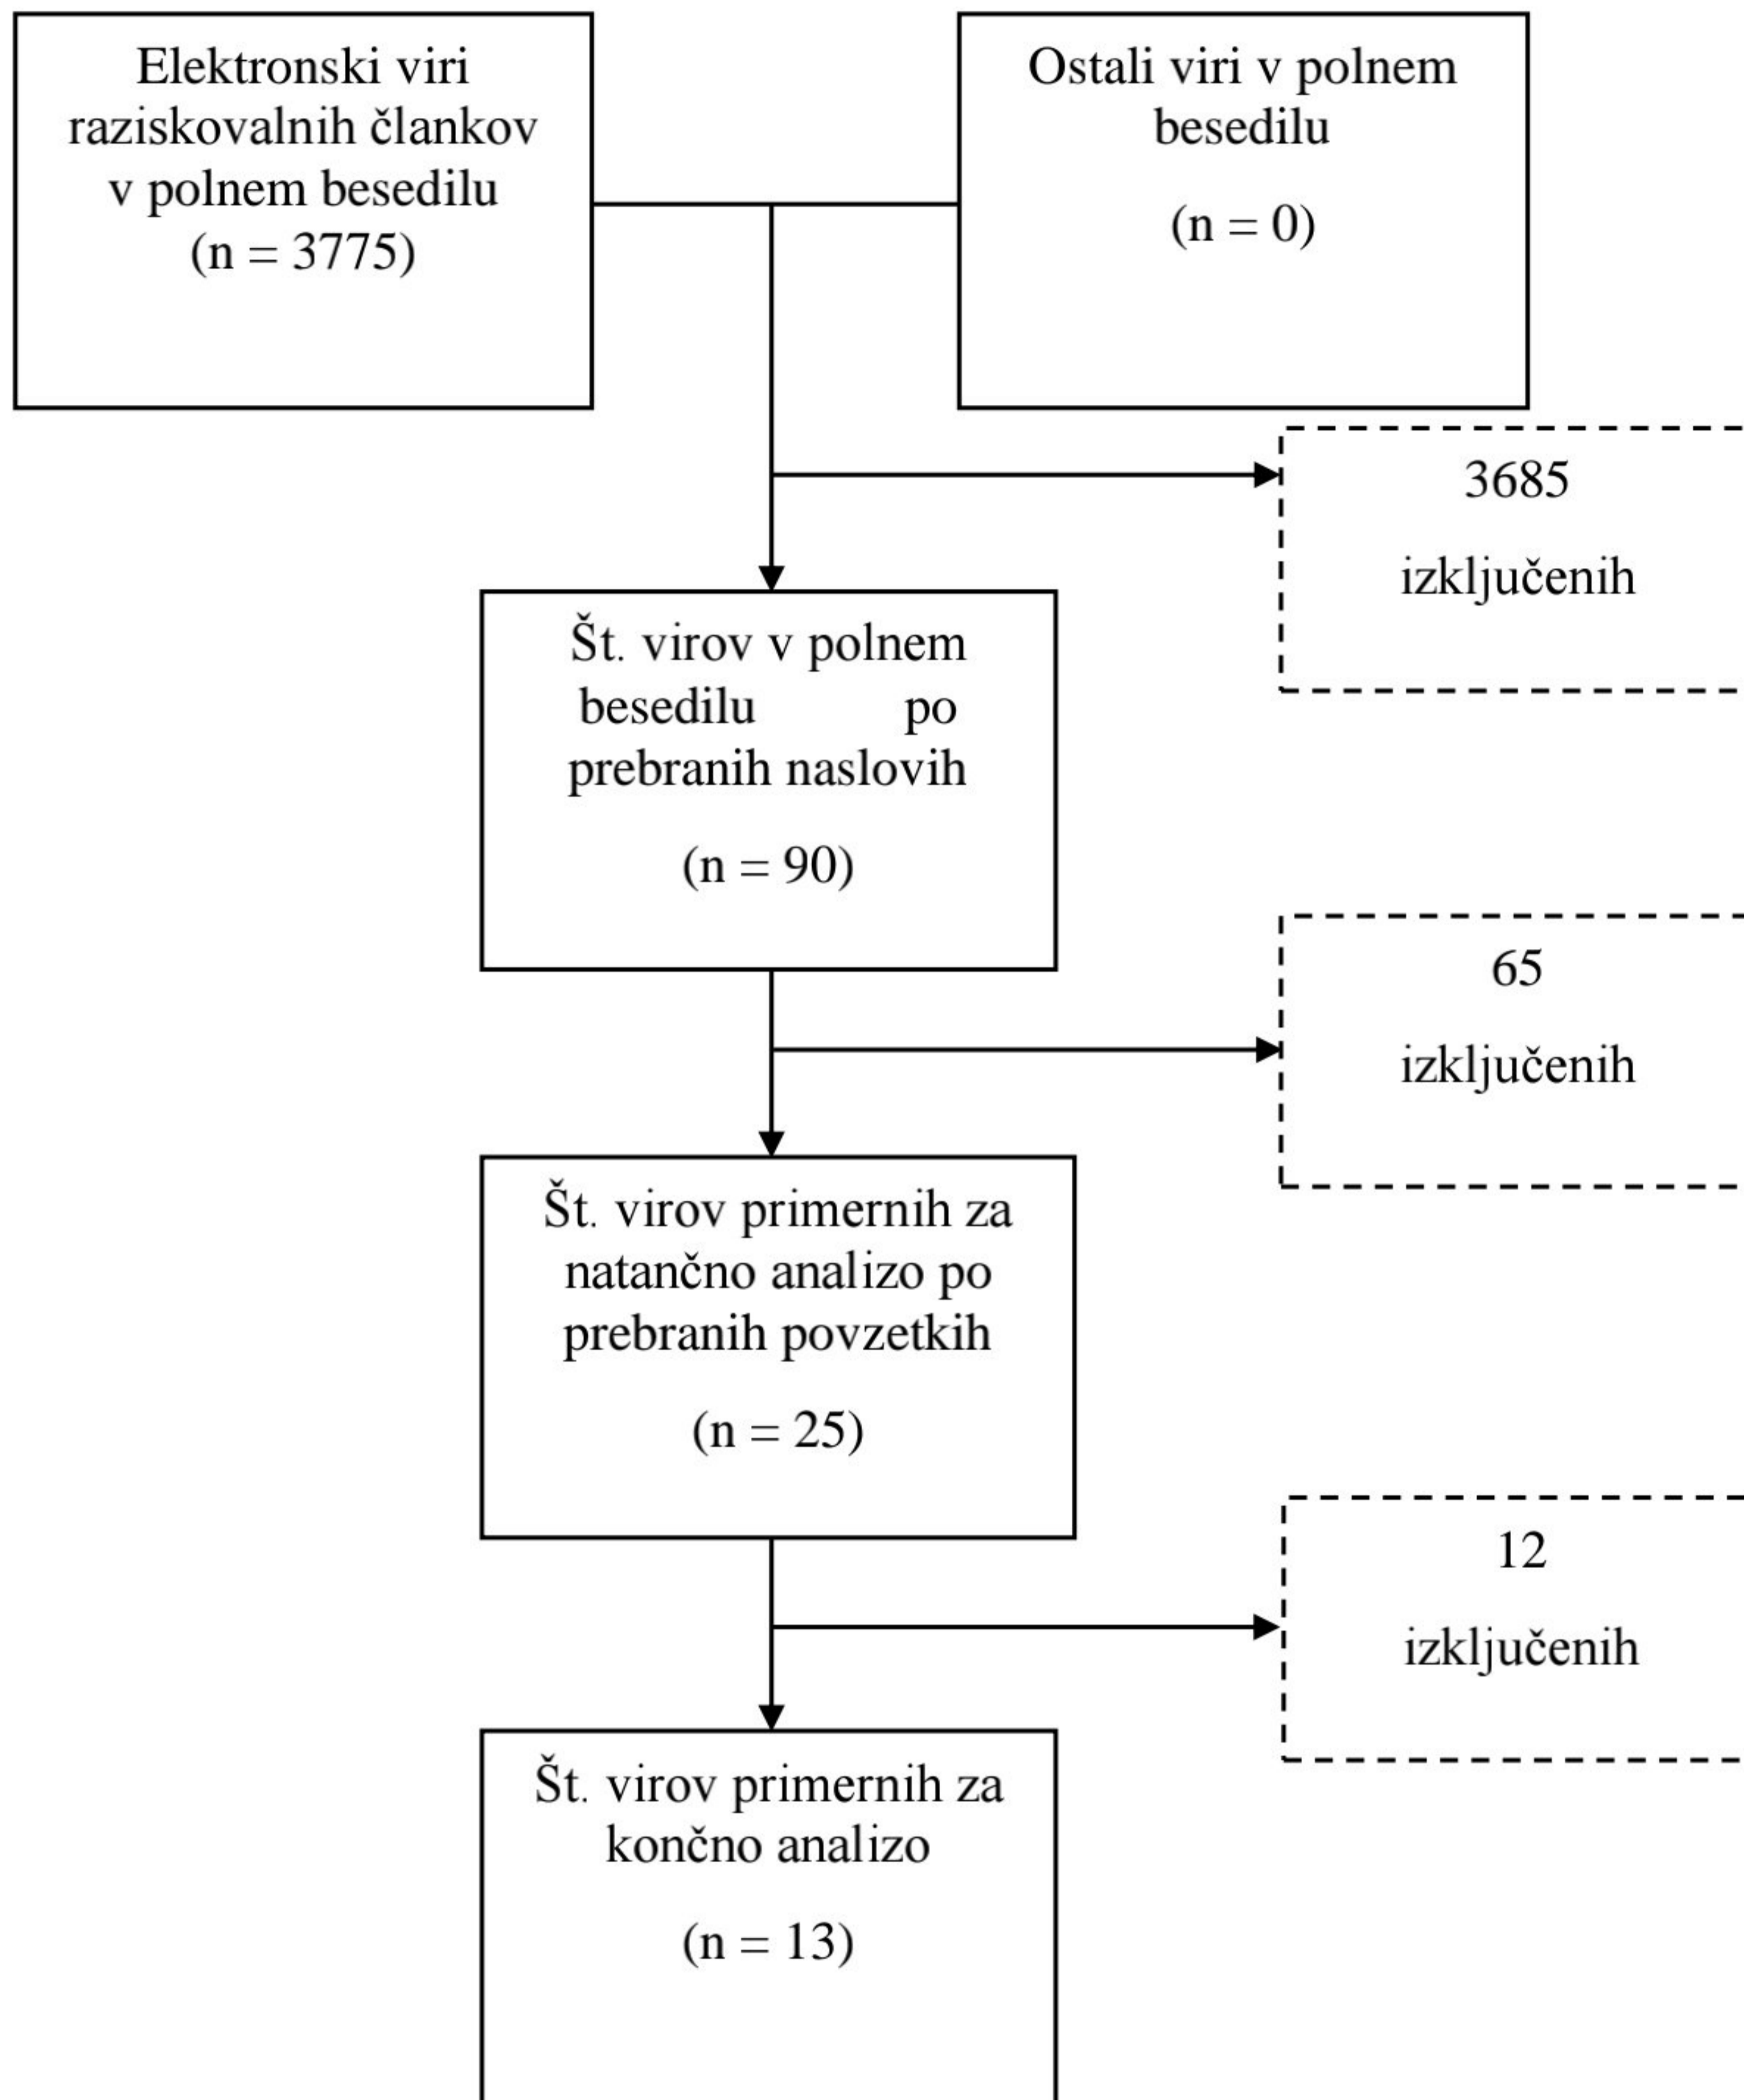 Elektronski viri
raziskovalnih člankov
v polnem besedilu
(n = 3775)
Ostali viri v polnem
besedilu
(n = 0)
3685
izključenih
Št. virov v polnem
besedilu po
prebranih naslovih
(n = 90)
65
izključenih
Št. virov primernih za
natančno analizo po
prebranih povzetkih
(n = 25)
12
izključenih
Št. virov primernih za
končno analizo
(n = 13)